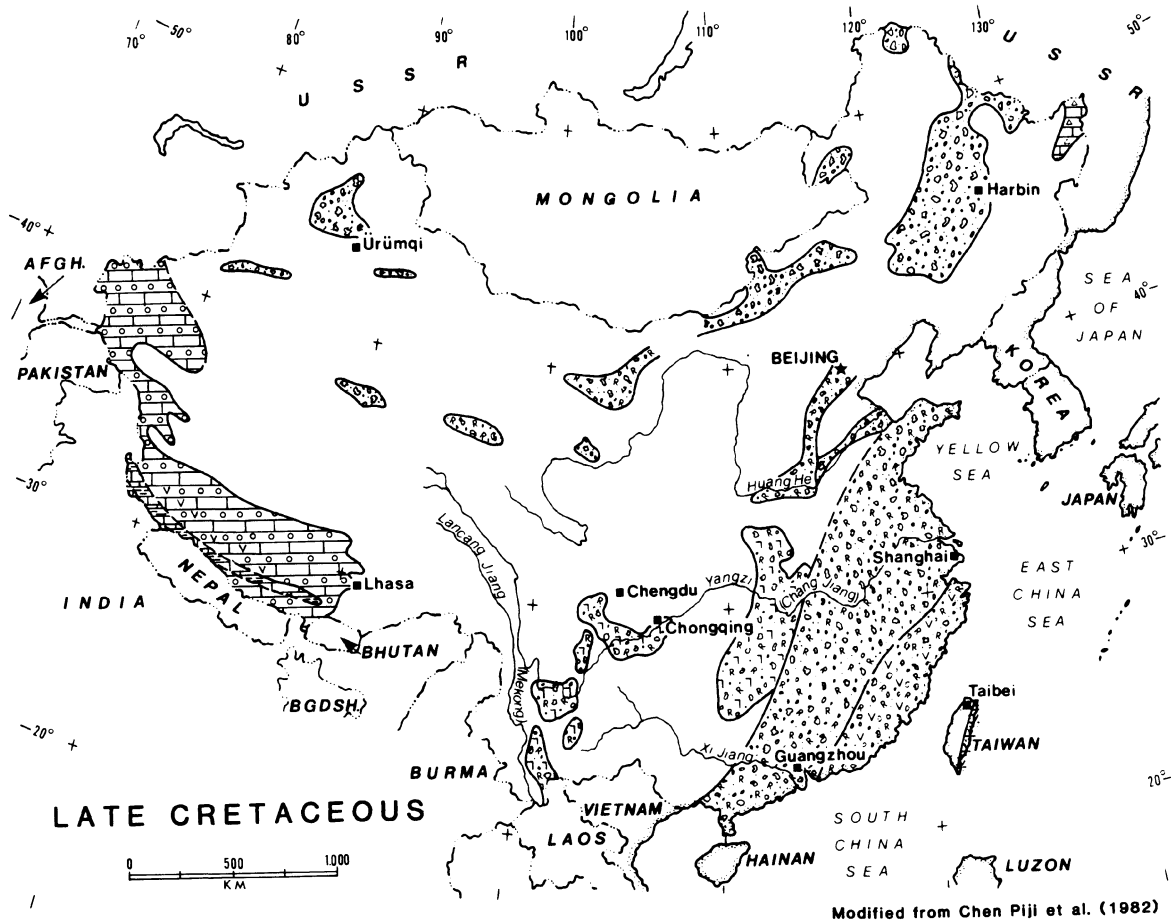 70° 50° 80° 90° 100° 110° 120° 130° 50°
U S S R
U S S R
MONGOLIA
Harbin
Ürümqi
40°
AFGH.
SEA
OF
JAPAN
40°
BEIJING
KOREA
PAKISTAN
YELLOW
SEA
30°
Huang He
JAPAN
Lancang Jiang
Shanghai
30°
NEPAL
Lhasa
INDIA
Chengdu
Yangzi
(Chang Jiang)
EAST
CHINA
SEA
Chongqing
BHUTAN
(Mekong)
BGDSH.
Taibei
TAIWAN
20°
Xi Jiang
Guangzhou
BURMA
20°
LATE CRETACEOUS
VIETNAM
LAOS
SOUTH
CHINA
SEA
HAINAN
LUZON
0 500 1,000
KM
Modified from Chen Piji et al. (1982)